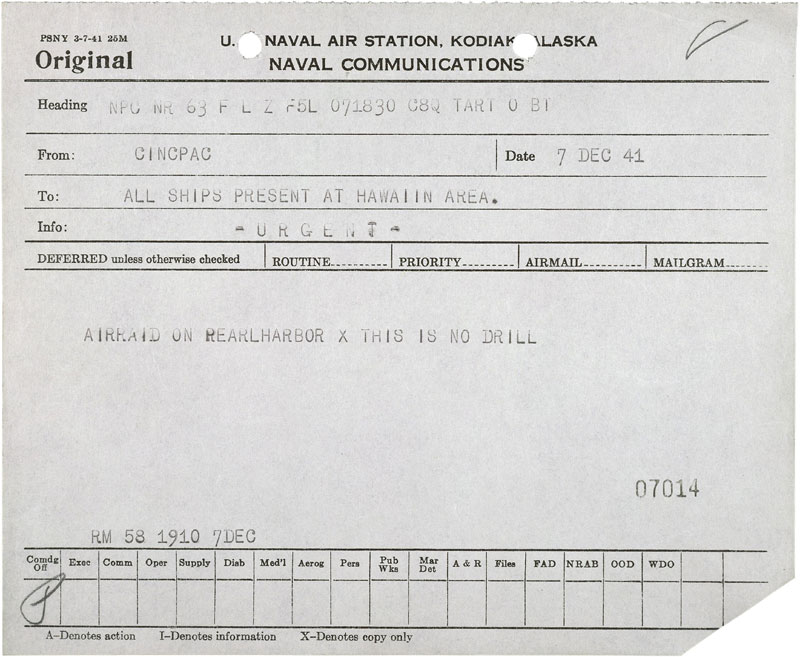 PSNY 3-7-41 25M
Original
U. NAVAL AIR STATION, KODIAK, ALASKA
NAVAL COMMUNICATIONS
Heading NPG NR 63 F L Z F5L 071830 C8Q TART O BT
From: CINCPAC Date 7 DEC 41
To: ALL SHIPS PRESENT AT HAWAIIN AREA.
Info: - U R G E N T -
DEFERRED unless otherwise checked ROUTINE PRIORITY AIRMAIL MAILGRAM
AIRRAID ON PEARLHARBOR X THIS IS NO DRILL
07014
RM 58 1910 7DEC
Comdg Off Exec Comm Oper Supply Disb Med'l Aerog Pers Pub Wks Mar Det A & R Files FAD NRAB OOD WDO
A–Denotes action I–Denotes information X–Denotes copy only